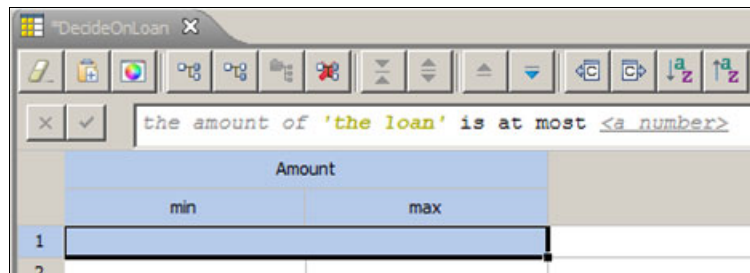 *DecideOnLoan
the amount of 'the loan' is at most <a number>
Amount
min max
1
2